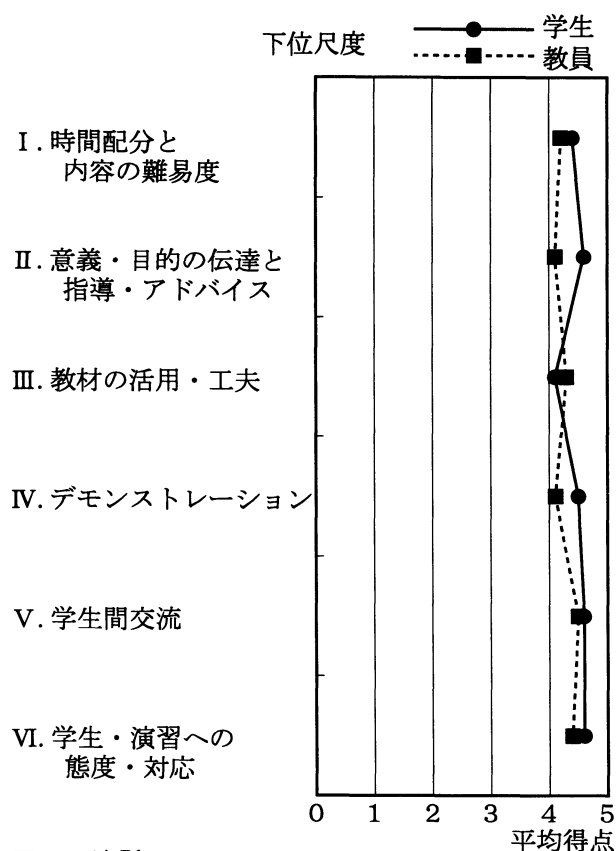 下位尺度
学生
教員
Ⅰ. 時間配分と
内容の難易度
Ⅱ. 意義・目的の伝達と
指導・アドバイス
Ⅲ. 教材の活用・工夫
Ⅳ. デモンストレーション
Ⅴ. 学生間交流
Ⅵ. 学生・演習への
態度・対応
0 1 2 3 4 5
平均得点